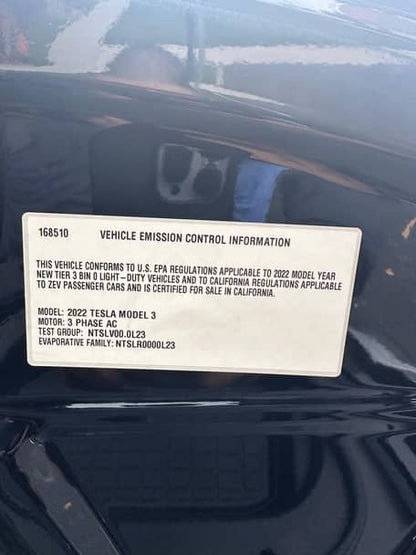 168510 VEHICLE EMISSION CONTROL INFORMATION
THIS VEHICLE CONFORMS TO U.S. EPA REGULATIONS APPLICABLE TO 2022 MODEL YEAR
NEW TIER 3 BIN 0 LIGHT-DUTY VEHICLES AND TO CALIFORNIA REGULATIONS APPLICABLE
TO ZEV PASSENGER CARS AND IS CERTIFIED FOR SALE IN CALIFORNIA.
MODEL: 2022 TESLA MODEL 3
MOTOR: 3 PHASE AC
TEST GROUP: NTSLV00.0L23
EVAPORATIVE FAMILY: NTSLR0000L23